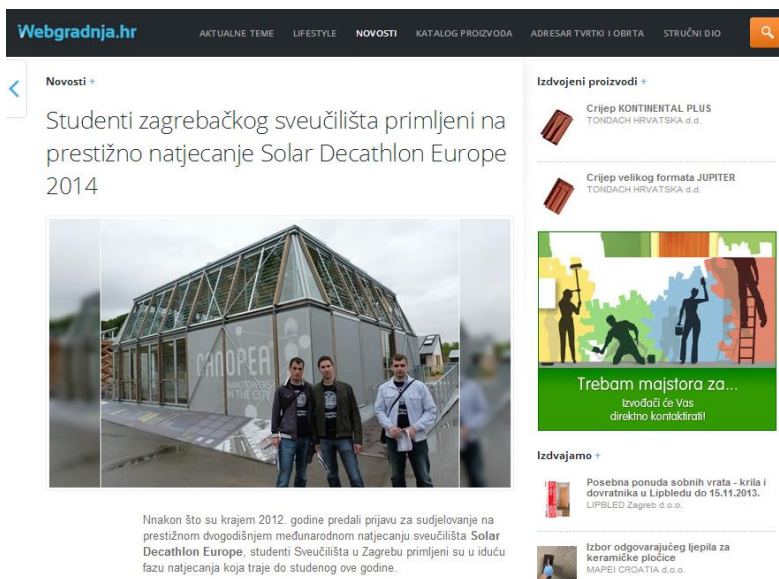 Webgradnja.hr
AKTUALNE TEME LIFESTYLE NOVOSTI KATALOG PROIZVODA ADRESAR TVRTKI I OBRTA STRUČNI DIO
Novosti +
Studenti zagrebačkog sveučilišta primljeni na
prestižno natjecanje Solar Decathlon Europe
2014
CANOPEA
NANOTOWERS
IN THE CITY
Nnakon što su krajem 2012. godine predali prijavu za sudjelovanje na
prestižnom dvogodišnjem međunarodnom natjecanju sveučilišta Solar
Decathlon Europe, studenti Sveučilišta u Zagrebu primljeni su u iduću
fazu natjecanja koja traje do studenog ove godine.
Izdvojeni proizvodi +
Crijep KONTINENTAL PLUS
TONDACH HRVATSKA d.d.
Crijep velikog formata JUPITER
TONDACH HRVATSKA d.d.
Trebam majstora za...
Izvođači će Vas
direktno kontaktirati!
Izdvajamo +
Posebna ponuda sobnih vrata - krila i
dovratnika u Lipbledu do 15.11.2013.
LIPBLED Zagreb d.o.o.
Izbor odgovarajućeg ljepila za
keramičke pločice
MAPEI CROATIA d.o.o.